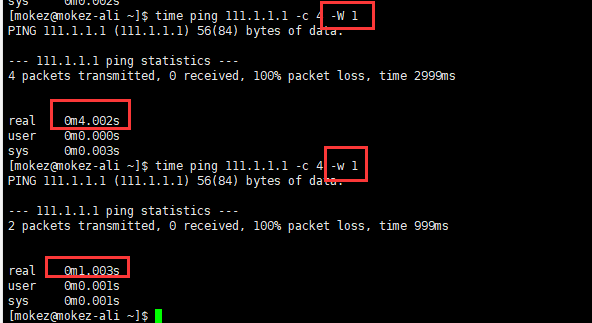 sys     0m0.002s
[mokez@mokez-ali ~]$ time ping 111.1.1.1 -c 4 -W 1
PING 111.1.1.1 (111.1.1.1) 56(84) bytes of data.
--- 111.1.1.1 ping statistics ---
4 packets transmitted, 0 received, 100% packet loss, time 2999ms
real    0m4.002s
user    0m0.000s
sys     0m0.003s
[mokez@mokez-ali ~]$ time ping 111.1.1.1 -c 4 -w 1
PING 111.1.1.1 (111.1.1.1) 56(84) bytes of data.
--- 111.1.1.1 ping statistics ---
2 packets transmitted, 0 received, 100% packet loss, time 999ms
real    0m1.003s
user    0m0.001s
sys     0m0.001s
[mokez@mokez-ali ~]$